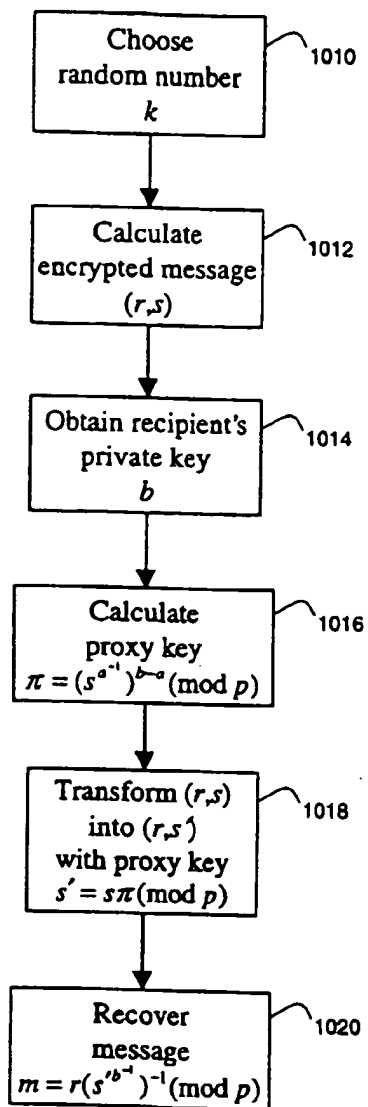 Choose
random number
k
1010
Calculate
encrypted message
(r,s)
1012
Obtain recipient's
private key
b
1014
Calculate
proxy key
π = (s^{a^{-1}})^{b-a} (mod p)
1016
Transform (r,s)
into (r,s')
with proxy key
s' = sπ (mod p)
1018
Recover
message
m = r(s'^{b^{-1}})^{-1} (mod p)
1020